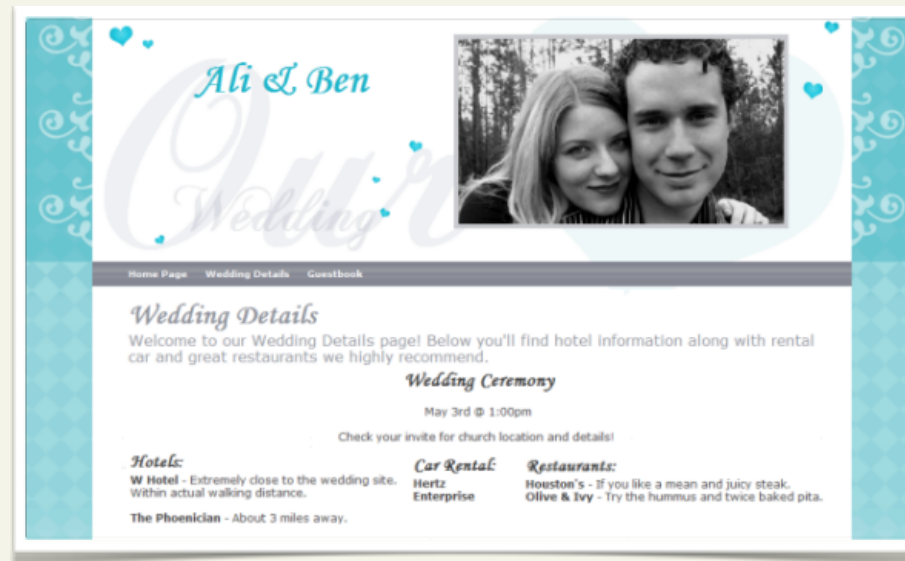 Ali & Ben
Our
Wedding
Home Page Wedding Details Guestbook
Wedding Details
Welcome to our Wedding Details page! Below you'll find hotel information along with rental
car and great restaurants we highly recommend.
Wedding Ceremony
May 3rd @ 1:00pm
Check your invite for church location and details!
Hotels:
W Hotel - Extremely close to the wedding site.
Within actual walking distance.
The Phoenician - About 3 miles away.
Car Rental:
Hertz
Enterprise
Restaurants:
Houston's - If you like a mean and juicy steak.
Olive & Ivy - Try the hummus and twice baked pita.